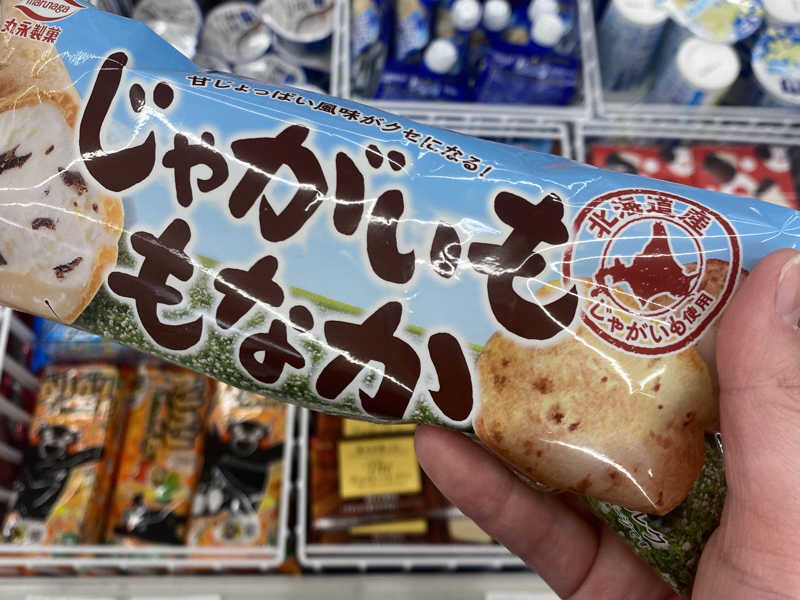 marunaga
丸永製菓
甘じょっぱい風味がクセになる!
じゃがいも
もなか
北海道産
じゃがいも使用